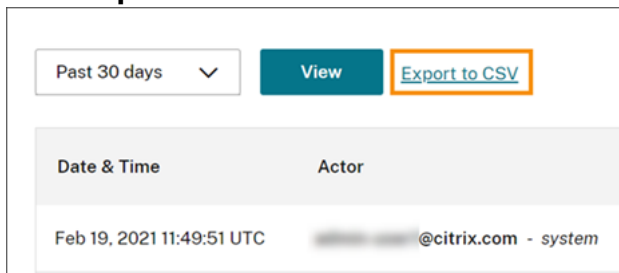 Past 30 days View Export to CSV
Date & Time Actor
Feb 19, 2021 11:49:51 UTC @citrix.com - system